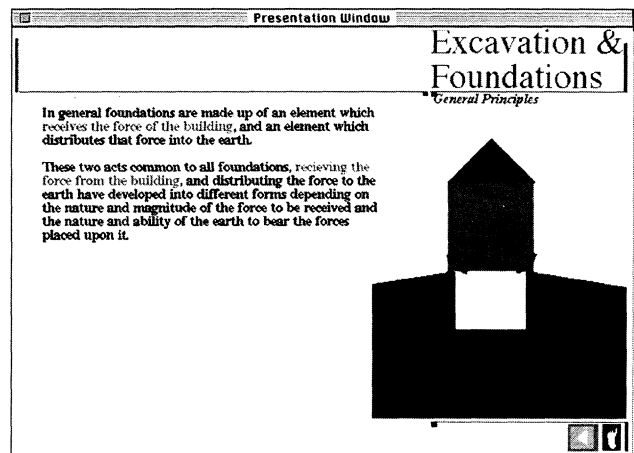 Presentation Window
Excavation &
Foundations
General Principles
In general foundations are made up of an element which
receives the force of the building, and an element which
distributes that force into the earth.
These two acts common to all foundations, recieving the
force from the building, and distributing the force to the
earth have developed into different forms depending on
the nature and magnitude of the force to be received and
the nature and ability of the earth to bear the forces
placed upon it.